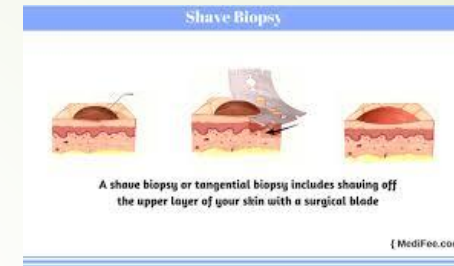 Shave Biopsy
A shave biopsy or tangential biopsy includes shaving off
the upper layer of your skin with a surgical blade
{ MediFee.com